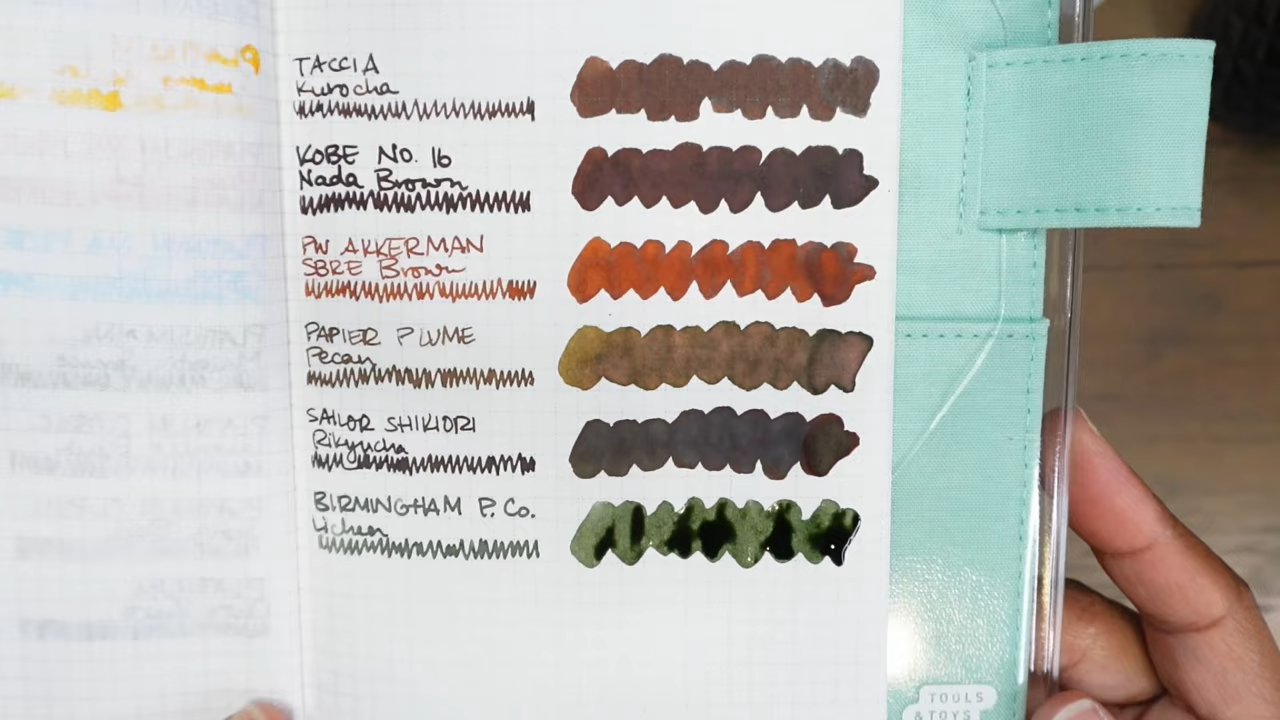 TACCIA
Kurocha
KOBE NO. 16
Nada Brown
PW AKKERMAN
SBRE Brown
PAPIER PLUME
Pecan
SAILOR SHIKIORI
Rikyucha
BIRMINGHAM P. Co.
Lichen
TOOLS
& TOYS